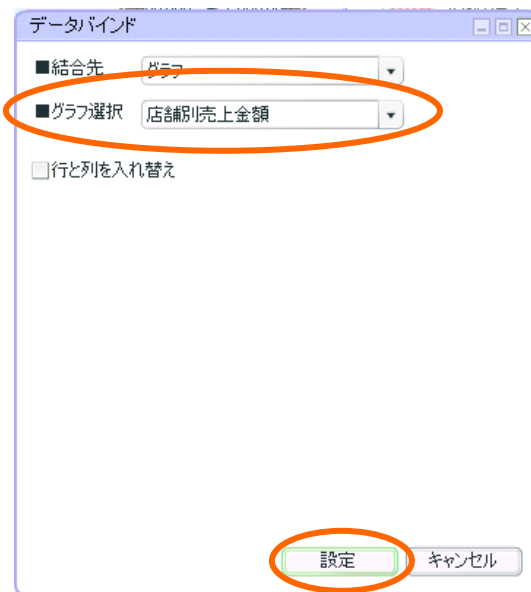 データバインド
■結合先 グラフ
■グラフ選択 店舗別売上金額
行と列を入れ替え
設定 キャンセル